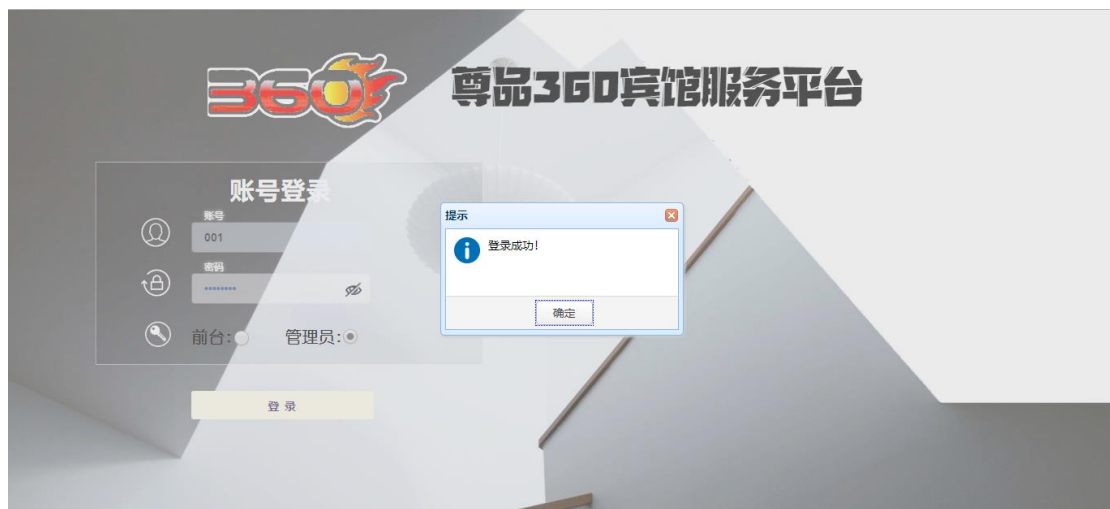 360
尊品360宾馆服务平台
账号登录
账号
001
密码
••••••••
前台:
管理员:
登 录
提示
登录成功!
确定